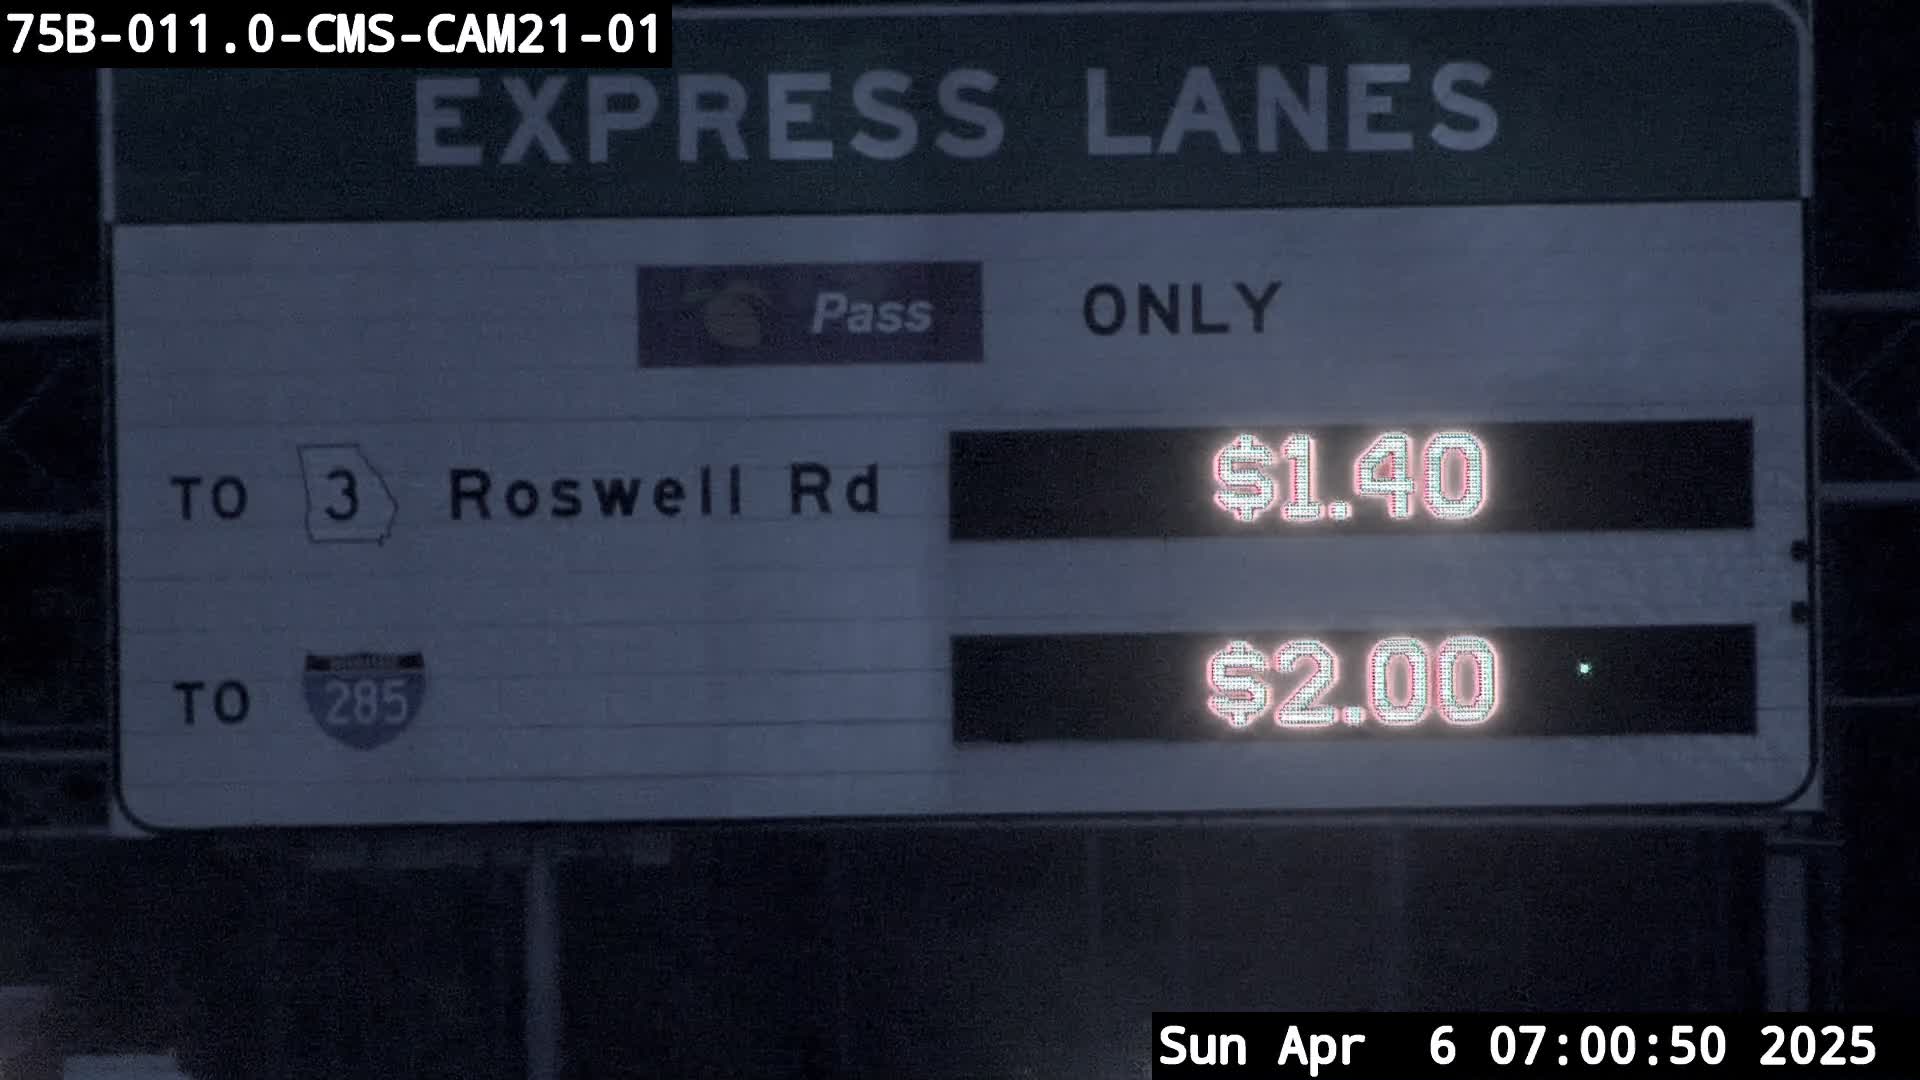 75B-011.0-CMS-CAM21-01
EXPRESS LANES
Pass ONLY
TO 3 Roswell Rd $1.40
TO 285 $2.00
Sun Apr 6 07:00:50 2025